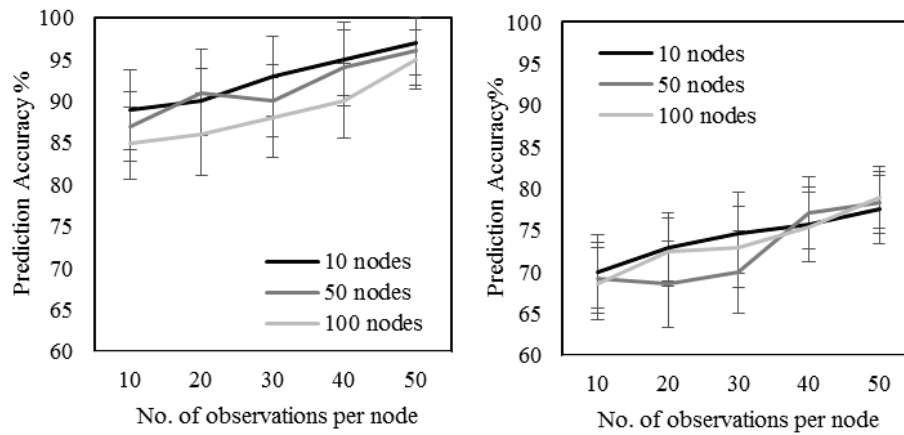 100
95
90
85
80
75
70
65
60
Prediction Accuracy %
10 nodes
50 nodes
100 nodes
10 20 30 40 50
No. of observations per node
100
95
90
85
80
75
70
65
60
Prediction Accuracy%
10 nodes
50 nodes
100 nodes
10 20 30 40 50
No. of observations per node